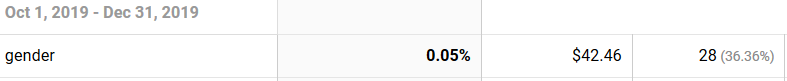 Oct 1, 2019 - Dec 31, 2019
gender 0.05% $42.46 28 (36.36%)